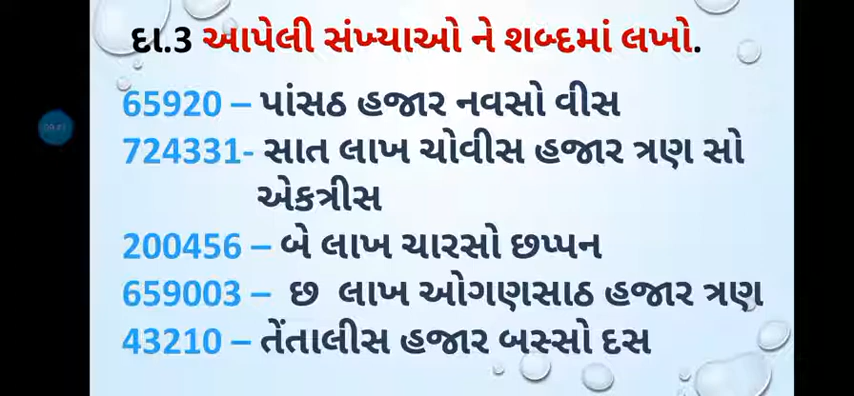 દા.3 આપેલી સંખ્યાઓ ને શબ્દમાં લખો.
65920 – પાંસઠ હજાર નવસો વીસ
724331- સાત લાખ ચોવીસ હજાર ત્રણ સો
એકત્રીસ
200456 – બે લાખ ચારસો છપ્પન
659003 – છ લાખ ઓગણસાઠ હજાર ત્રણ
43210 – તેંતાલીસ હજાર બસ્સો દસ